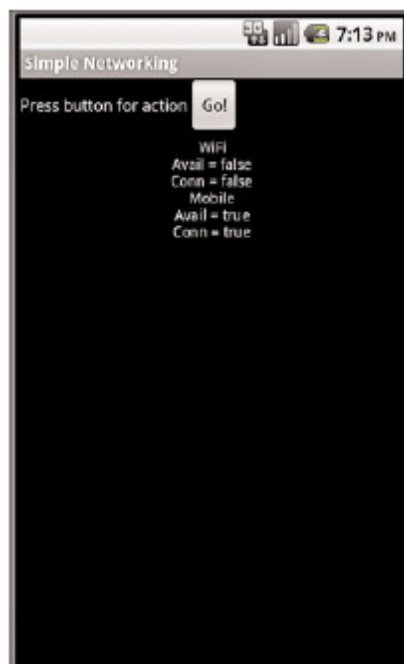 7:13 PM
Simple Networking
Press button for action Go!
WiFi
Avail = false
Conn = false
Mobile
Avail = true
Conn = true